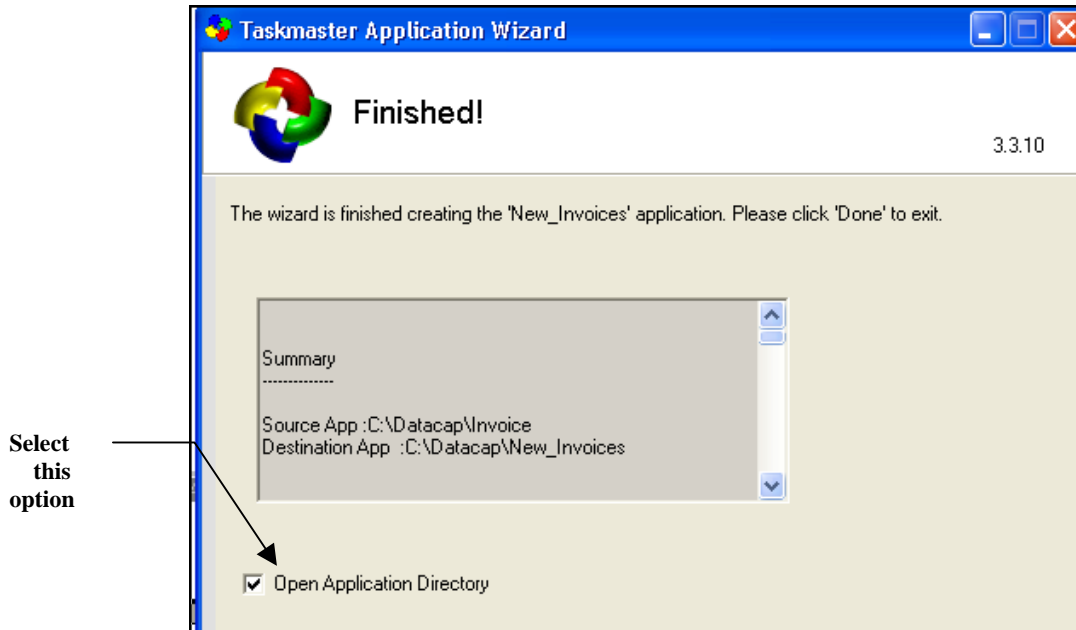 Taskmaster Application Wizard
Finished!
3.3.10
The wizard is finished creating the 'New_Invoices' application. Please click 'Done' to exit.
Summary
--------------
Source App :C:\Datacap\Invoice
Destination App  :C:\Datacap\New_Invoices
Select
this
option
Open Application Directory